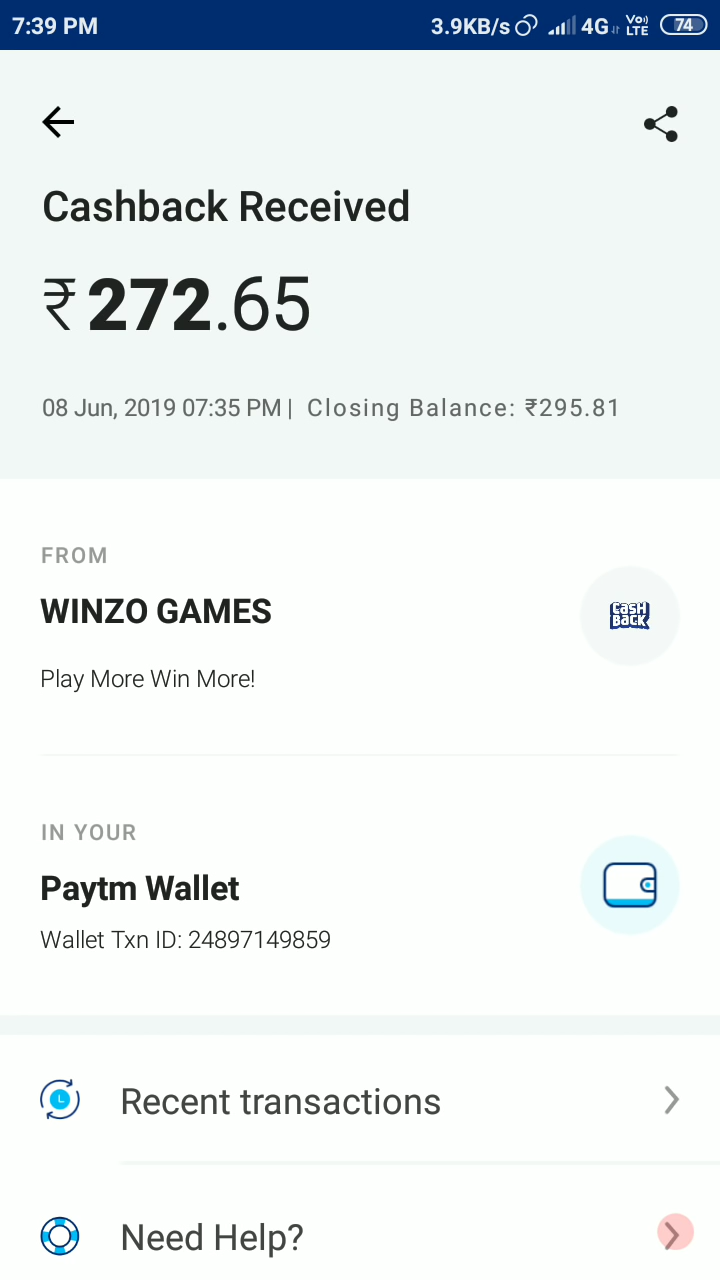 7:39 PM 3.9KB/s 4G Vo) LTE 74
Cashback Received
₹272.65
08 Jun, 2019 07:35 PM | Closing Balance: ₹295.81
FROM
WINZO GAMES
CASH
BACK
Play More Win More!
IN YOUR
Paytm Wallet
Wallet Txn ID: 24897149859
Recent transactions
Need Help?